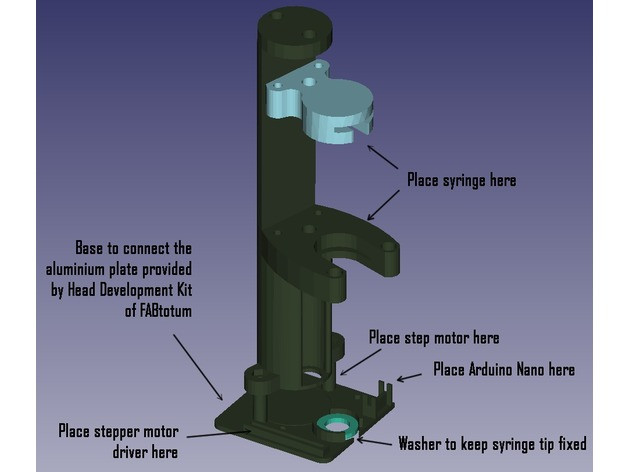 Place syringe here
Base to connect the
aluminium plate provided
by Head Development Kit
of FABtotum
Place step motor here
Place Arduino Nano here
Place stepper motor
driver here
Washer to keep syringe tip fixed